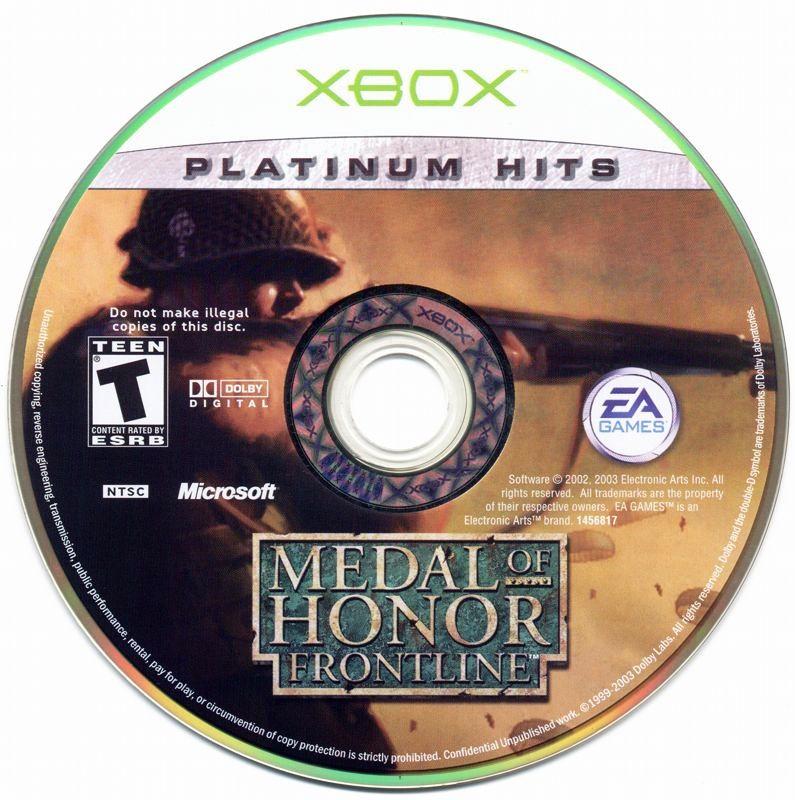 XBOX™
PLATINUM HITS
Do not make illegal
copies of this disc.
TEEN
T
®
CONTENT RATED BY
ESRB
DOLBY
DIGITAL
XBOX
NTSC
Microsoft
EA
GAMES™
Software © 2002, 2003 Electronic Arts Inc. All
rights reserved. All trademarks are the property
of their respective owners. EA GAMES™ is an
Electronic Arts™ brand. 1456817
MEDAL OF
HONOR
FRONTLINE™
Unauthorized copying, reverse engineering, transmission, public performance, rental, pay for play, or circumvention of copy protection is strictly prohibited. Confidential Unpublished work. ©1999-2003 Dolby Labs. All rights reserved. Dolby and the double-D symbol are trademarks of Dolby Laboratories.